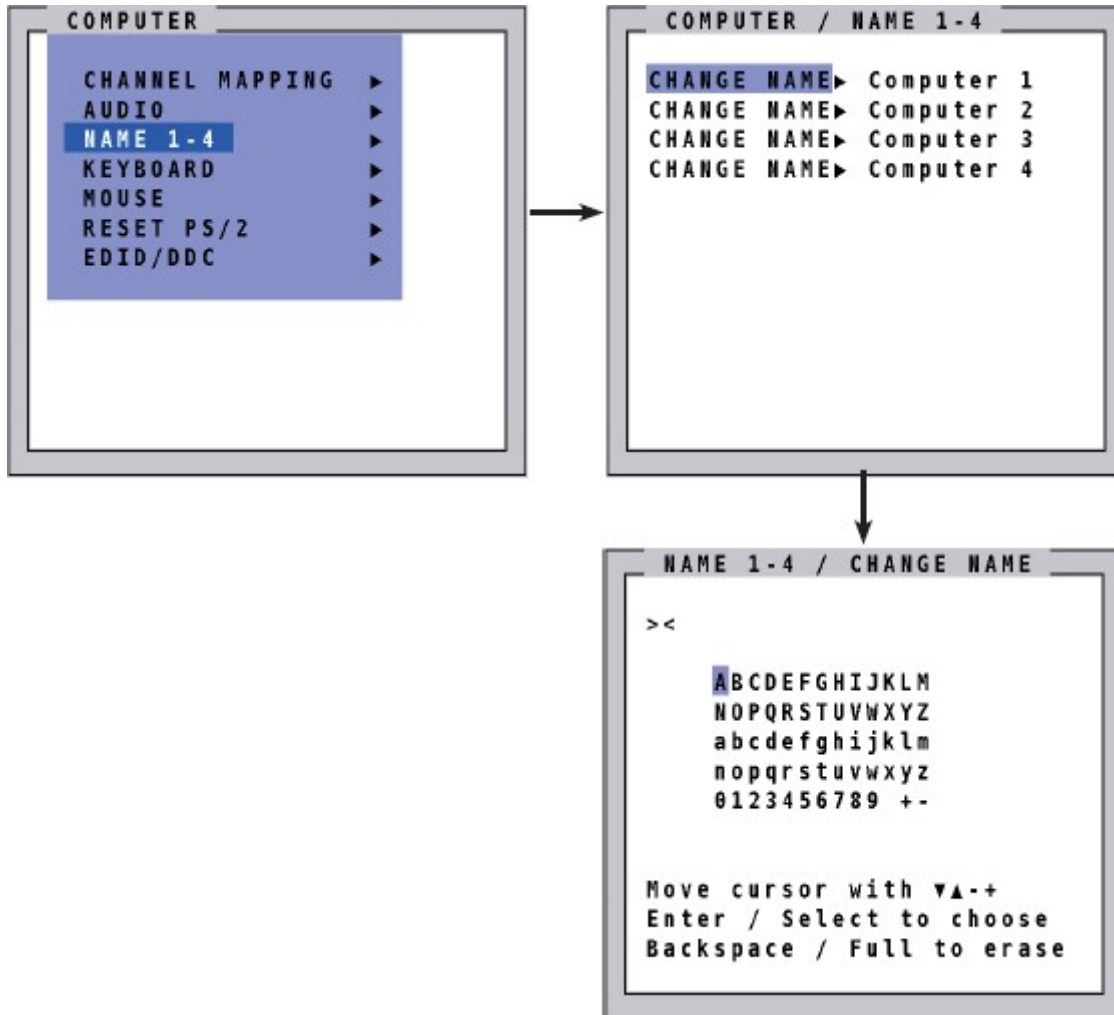 COMPUTER
CHANNEL MAPPING ▶
AUDIO ▶
NAME 1-4 ▶
KEYBOARD ▶
MOUSE ▶
RESET PS/2 ▶
EDID/DDC ▶
COMPUTER / NAME 1-4
CHANGE NAME▶ Computer 1
CHANGE NAME▶ Computer 2
CHANGE NAME▶ Computer 3
CHANGE NAME▶ Computer 4
NAME 1-4 / CHANGE NAME
><
ABCDEFGHIJKLM
NOPQRSTUVWXYZ
abcdefghijklm
nopqrstuvwxyz
0123456789 +-
Move cursor with ▼▲-+
Enter / Select to choose
Backspace / Full to erase